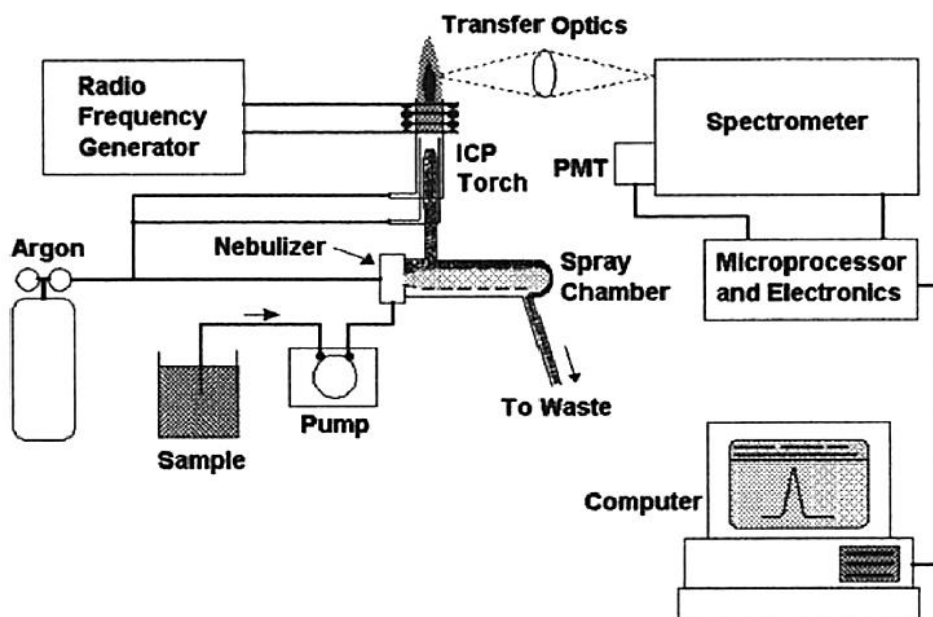 Transfer Optics
Radio
Frequency
Generator
Spectrometer
ICP
Torch
PMT
Argon
Nebulizer
Spray
Chamber
Microprocessor
and Electronics
Pump
To Waste
Sample
Computer